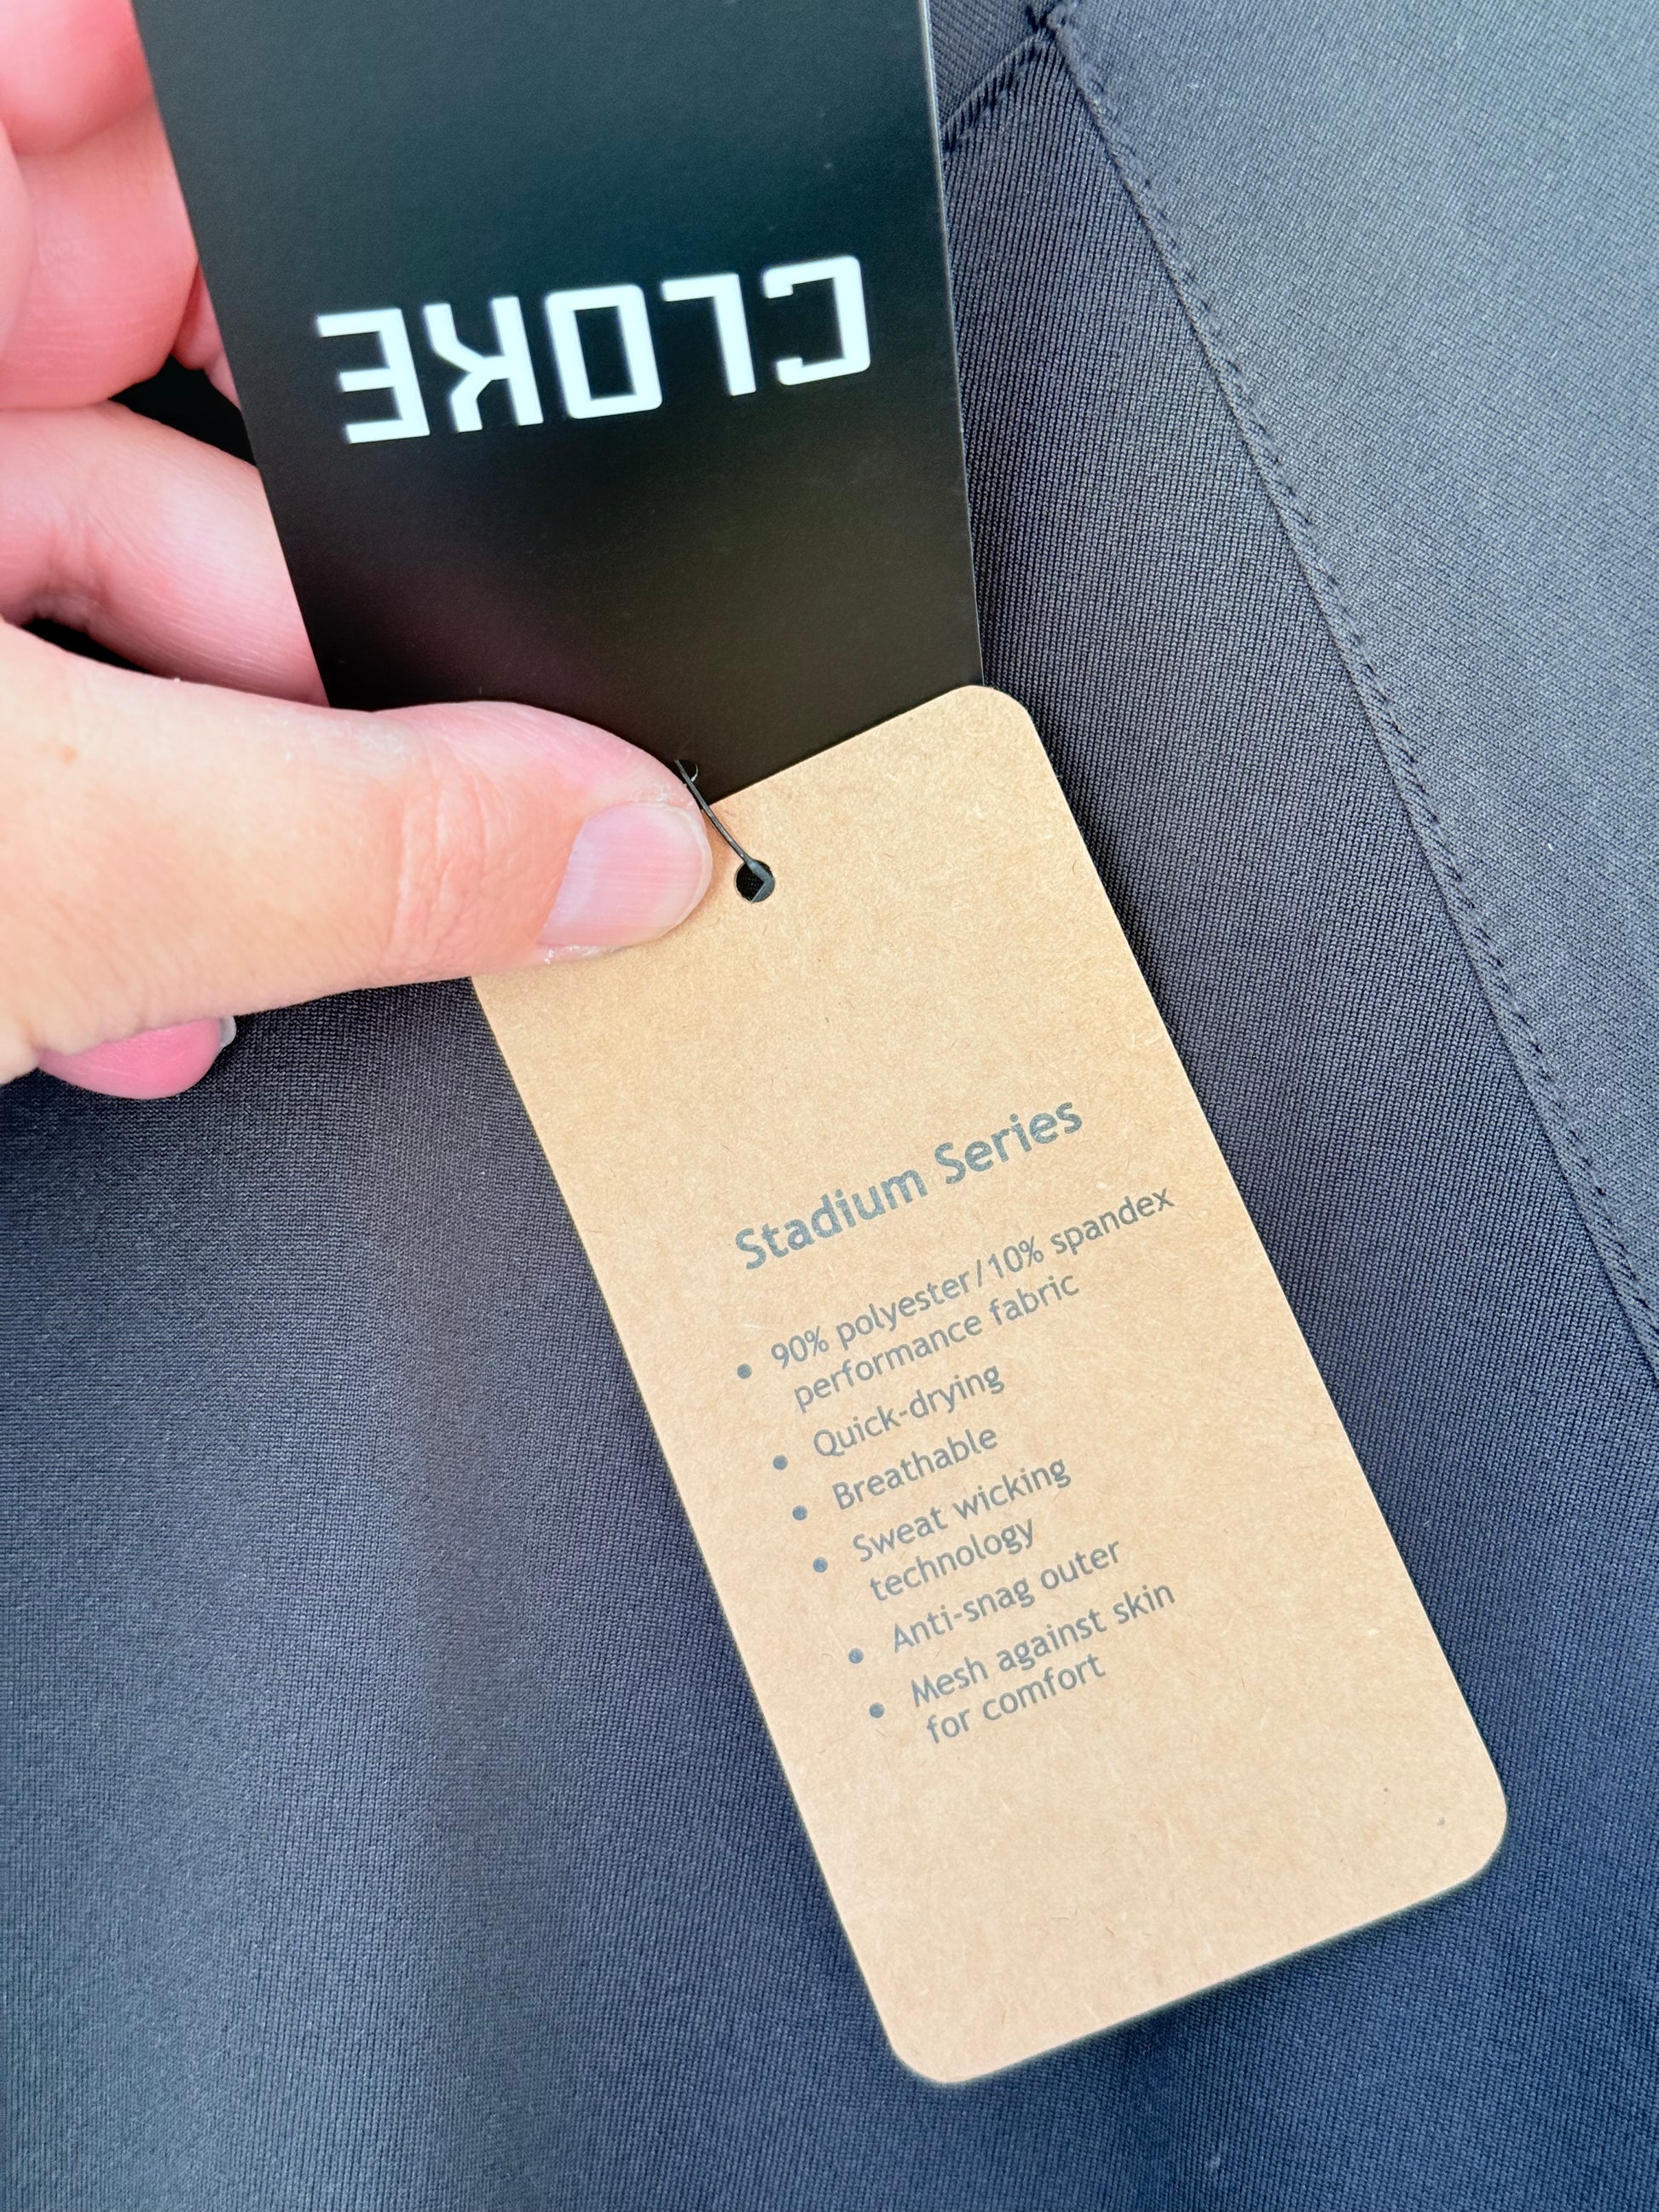 CLOKE
Stadium Series
• 90% polyester/10% spandex
performance fabric
• Quick-drying
• Breathable
• Sweat wicking
technology
• Anti-snag outer
• Mesh against skin
for comfort